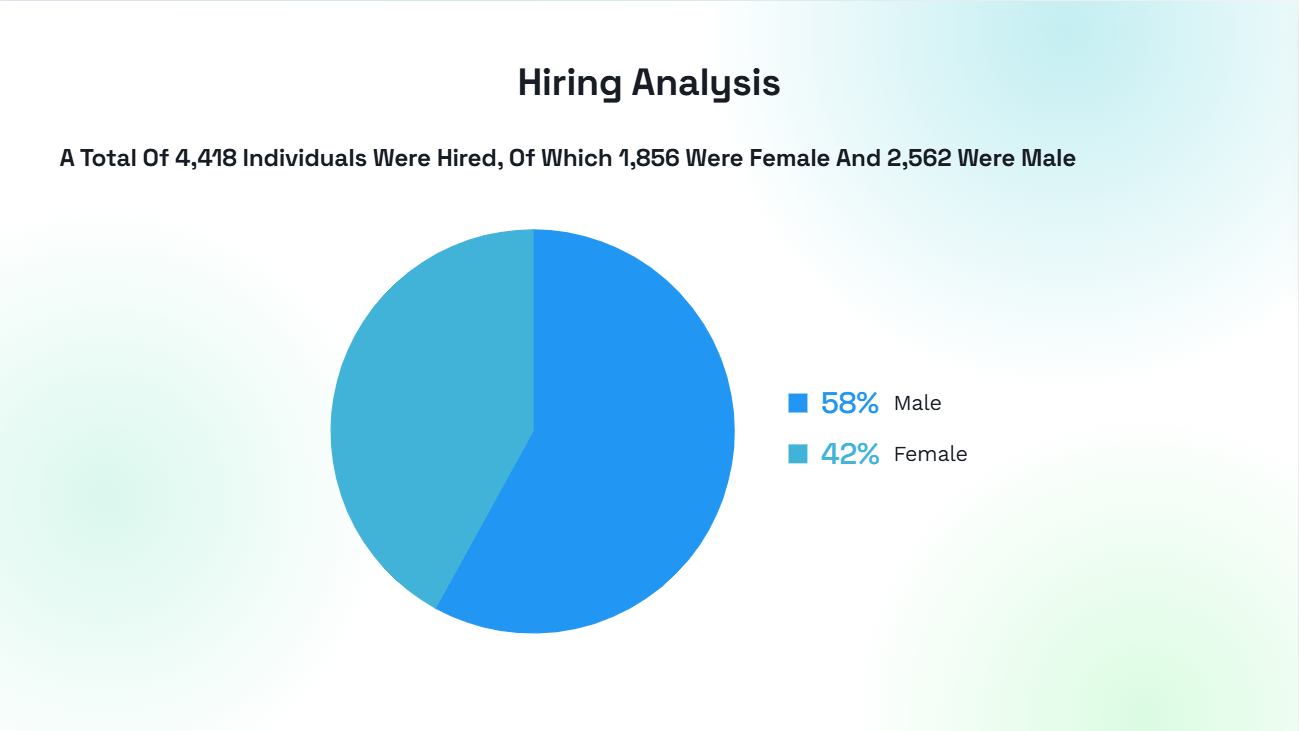 Hiring Analysis
A Total Of 4,418 Individuals Were Hired, Of Which 1,856 Were Female And 2,562 Were Male
58% Male
42% Female